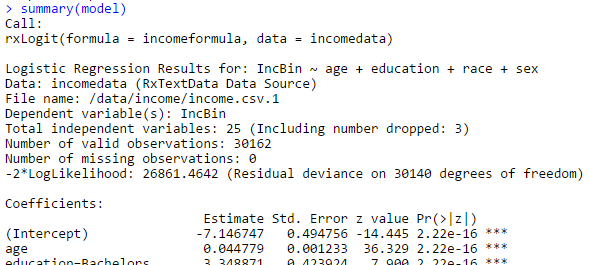 > summary(model)
Call:
rxLogit(formula = incomeformula, data = incomedata)
Logistic Regression Results for: IncBin ~ age + education + race + sex
Data: incomedata (RxTextData Data Source)
File name: /data/income/income.csv.1
Dependent variable(s): IncBin
Total independent variables: 25 (Including number dropped: 3)
Number of valid observations: 30162
Number of missing observations: 0
-2*LogLikelihood: 26861.4642 (Residual deviance on 30140 degrees of freedom)
Coefficients:
Estimate Std. Error z value Pr(>|z|)
(Intercept) -7.146747 0.494756 -14.445 2.22e-16 ***
age 0.044779 0.001233 36.329 2.22e-16 ***
education=Bachelors 3.348871 0.423924 7.900 2.22e-16 ***